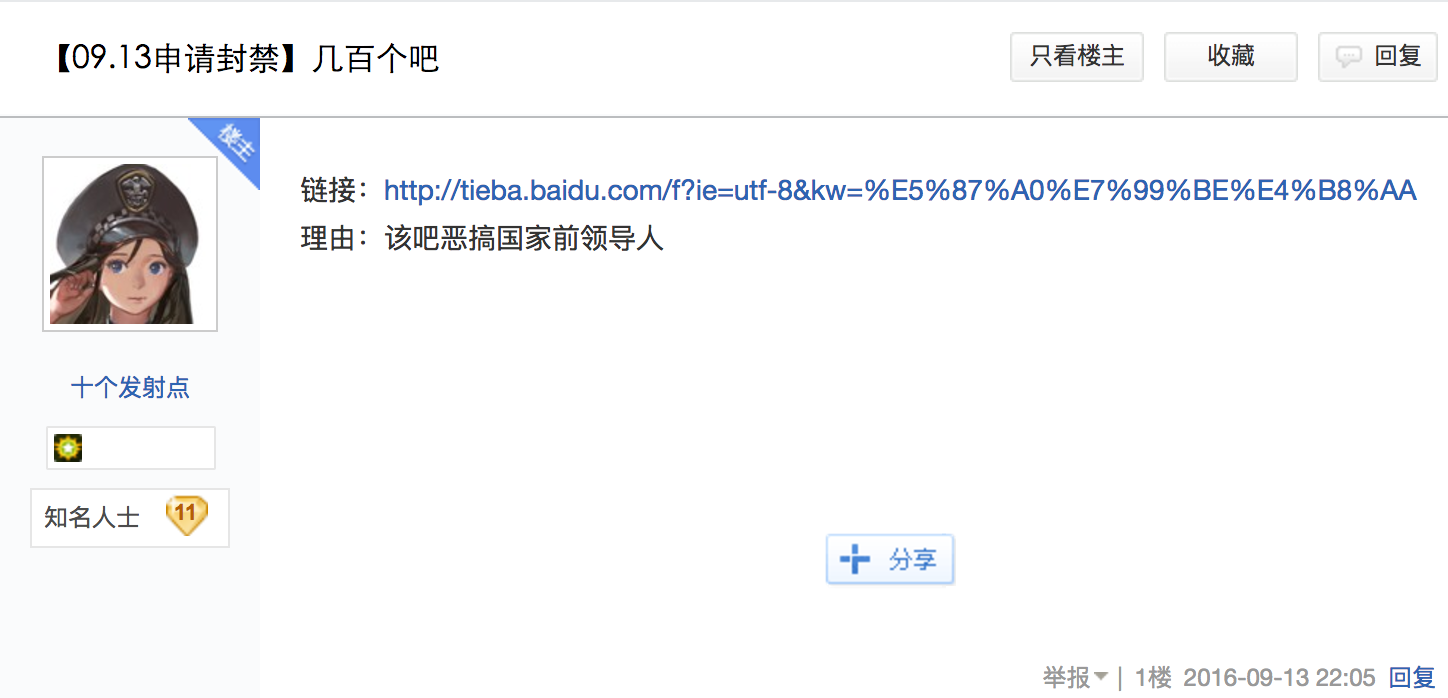 【09.13申请封禁】几百个吧
只看楼主
收藏
回复
楼主
链接：http://tieba.baidu.com/f?ie=utf-8&kw=%E5%87%A0%E7%99%BE%E4%B8%AA
理由：该吧恶搞国家前领导人
十个发射点
知名人士 11
分享
举报 | 1楼 2016-09-13 22:05 回复